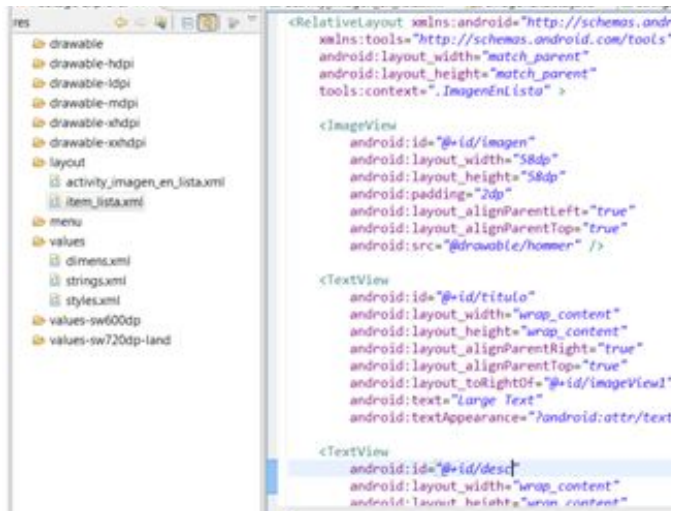 res
drawable
drawable-hdpi
drawable-ldpi
drawable-mdpi
drawable-xhdpi
drawable-xxhdpi
layout
activity_imagen_en_lista.xml
item_lista.xml
menu
values
dimens.xml
strings.xml
styles.xml
values-sw600dp
values-sw720dp-land
<RelativeLayout xmlns:android="http://schemas.andr
xmlns:tools="http://schemas.android.com/tools"
android:layout_width="match_parent"
android:layout_height="match_parent"
tools:context=".ImagenEnLista" >
<ImageView
android:id="@+id/imagen"
android:layout_width="58dp"
android:layout_height="58dp"
android:padding="2dp"
android:layout_alignParentLeft="true"
android:layout_alignParentTop="true"
android:src="@drawable/hommer" />
<TextView
android:id="@+id/titulo"
android:layout_width="wrap_content"
android:layout_height="wrap_content"
android:layout_alignParentRight="true"
android:layout_alignParentTop="true"
android:layout_toRightOf="@+id/imageView1"
android:text="Large Text"
android:textAppearance="?android:attr/text
<TextView
android:id="@+id/desc"
android:layout_width="wrap_content"
android:layout_height="wrap_content"